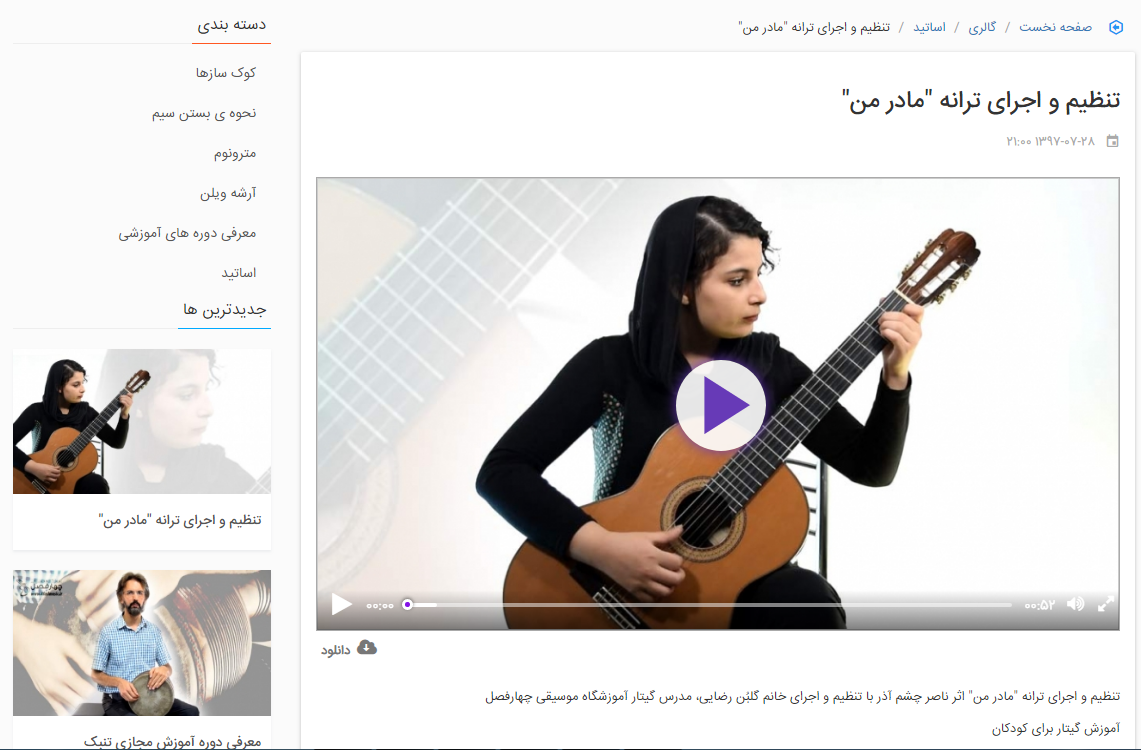 صفحه نخست / گالری / اساتید / تنظیم و اجرای ترانه "مادر من"
تنظیم و اجرای ترانه "مادر من"
۱۳۹۷-۰۷-۲۸ ۲۱:۰۰
۰۰:۰۰
۰۰:۵۲
دانلود
تنظیم و اجرای ترانه "مادر من" اثر ناصر چشم آذر با تنظیم و اجرای خانم گلبُن رضایی، مدرس گیتار آموزشگاه موسیقی چهارفصل
آموزش گیتار برای کودکان
دسته بندی
کوک سازها
نحوه ی بستن سیم
مترونوم
آرشه ویلن
معرفی دوره های آموزشی
اساتید
جدیدترین ها
تنظیم و اجرای ترانه "مادر من"
چهارفصل
معرفی دوره آموزش مجازی تنبک